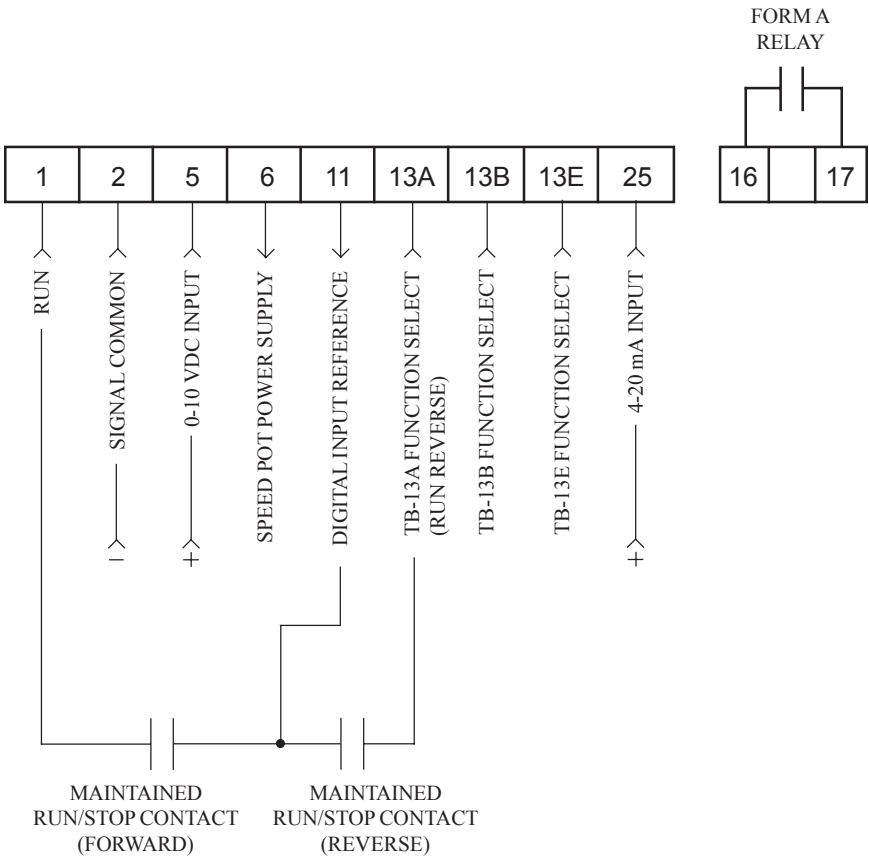 FORM A
RELAY
1
2
5
6
11
13A
13B
13E
25
16
17
RUN
SIGNAL COMMON
0-10 VDC INPUT
SPEED POT POWER SUPPLY
DIGITAL INPUT REFERENCE
TB-13A FUNCTION SELECT
(RUN REVERSE)
TB-13B FUNCTION SELECT
TB-13E FUNCTION SELECT
4-20 mA INPUT
–
+
+
MAINTAINED
RUN/STOP CONTACT
(FORWARD)
MAINTAINED
RUN/STOP CONTACT
(REVERSE)